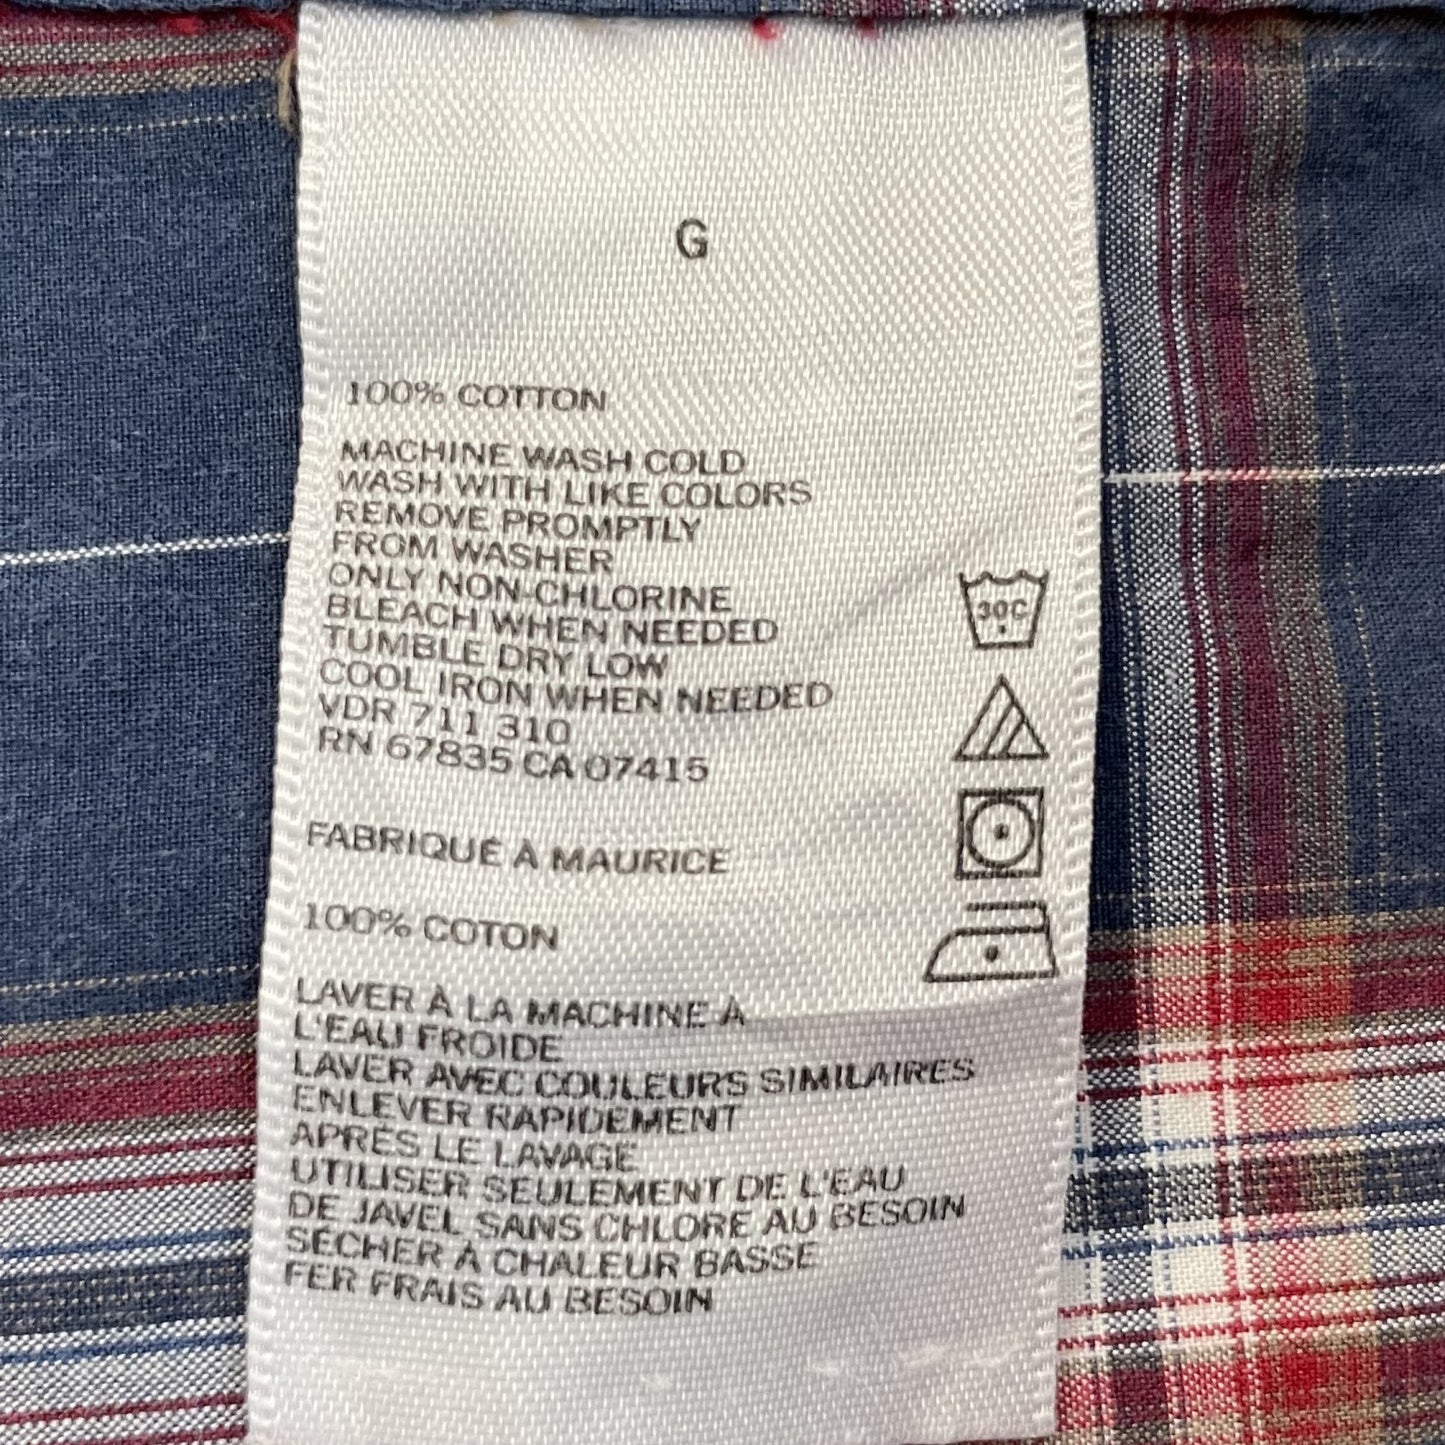 G
100% COTTON
MACHINE WASH COLD
WASH WITH LIKE COLORS
REMOVE PROMPTLY
FROM WASHER
ONLY NON-CHLORINE
BLEACH WHEN NEEDED
TUMBLE DRY LOW
COOL IRON WHEN NEEDED
VDR 711 310
RN 67835 CA 07415
30C
FABRIQUÉ À MAURICE
100% COTON
LAVER À LA MACHINE À
L'EAU FROIDE
LAVER AVEC COULEURS SIMILAIRES
ENLEVER RAPIDEMENT
APRÈS LE LAVAGE
UTILISER SEULEMENT DE L'EAU
DE JAVEL SANS CHLORE AU BESOIN
SÉCHER À CHALEUR BASSE
FER FRAIS AU BESOIN